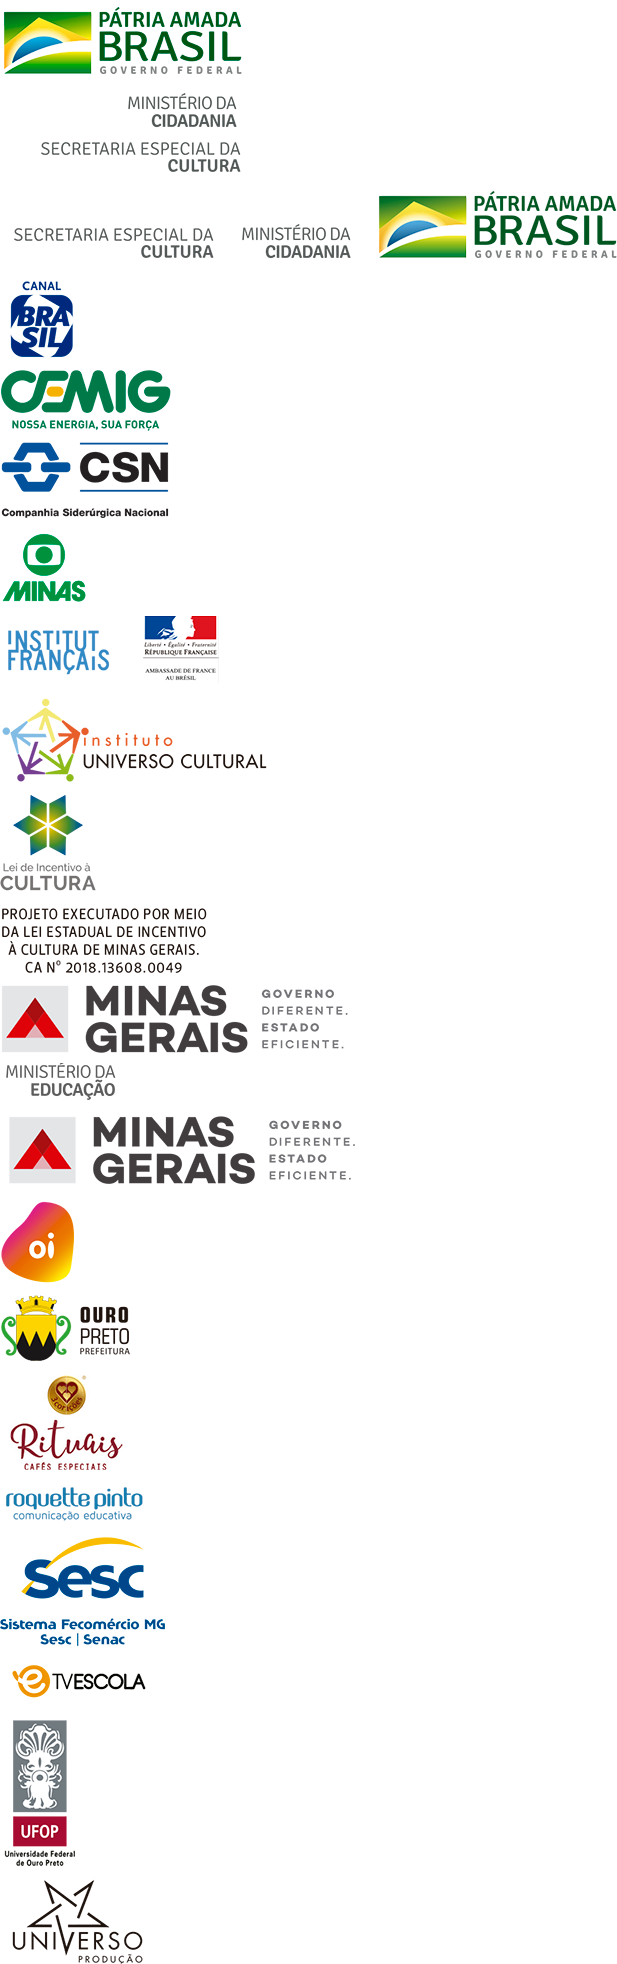 PÁTRIA AMADA
BRASIL
GOVERNO FEDERAL
MINISTÉRIO DA
CIDADANIA
SECRETARIA ESPECIAL DA
CULTURA
SECRETARIA ESPECIAL DA
CULTURA
MINISTÉRIO DA
CIDADANIA
PÁTRIA AMADA
BRASIL
GOVERNO FEDERAL
CANAL
BRA
SIL
CEMIG
NOSSA ENERGIA, SUA FORÇA
CSN
Companhia Siderúrgica Nacional
MINAS
INSTITUT
FRANÇAIS
Liberté • Égalité • Fraternité
RÉPUBLIQUE FRANÇAISE
AMBASSADE DE FRANCE
AU BRÉSIL
instituto
UNIVERSO CULTURAL
Lei de Incentivo à
CULTURA
PROJETO EXECUTADO POR MEIO
DA LEI ESTADUAL DE INCENTIVO
À CULTURA DE MINAS GERAIS.
CA Nº 2018.13608.0049
MINAS
GERAIS
GOVERNO
DIFERENTE.
ESTADO
EFICIENTE.
MINISTÉRIO DA
EDUCAÇÃO
MINAS
GERAIS
GOVERNO
DIFERENTE.
ESTADO
EFICIENTE.
oi
OURO
PRETO
PREFEITURA
3 corações
Rituais
CAFÉS ESPECIAIS
roquette pinto
comunicação educativa
Sesc
Sistema Fecomércio MG
Sesc | Senac
e TVESCOLA
UFOP
Universidade Federal
de Ouro Preto
UNIVERSO
PRODUÇÃO